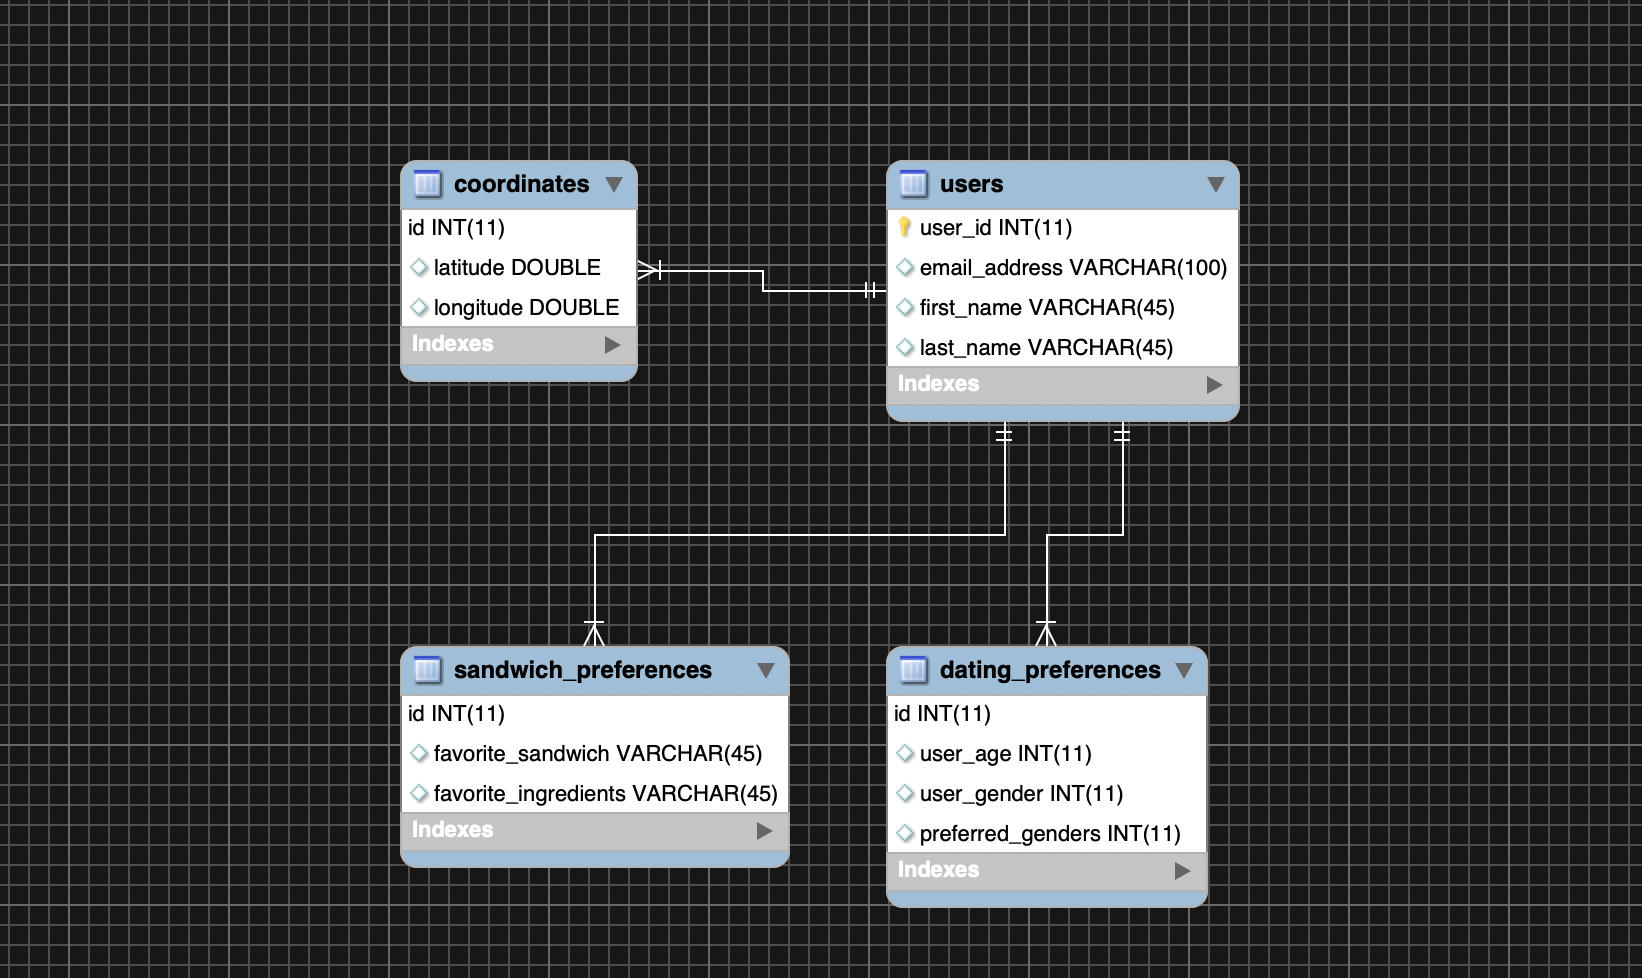 coordinates
id INT(11)
latitude DOUBLE
longitude DOUBLE
Indexes
users
user_id INT(11)
email_address VARCHAR(100)
first_name VARCHAR(45)
last_name VARCHAR(45)
Indexes
sandwich_preferences
id INT(11)
favorite_sandwich VARCHAR(45)
favorite_ingredients VARCHAR(45)
Indexes
dating_preferences
id INT(11)
user_age INT(11)
user_gender INT(11)
preferred_genders INT(11)
Indexes